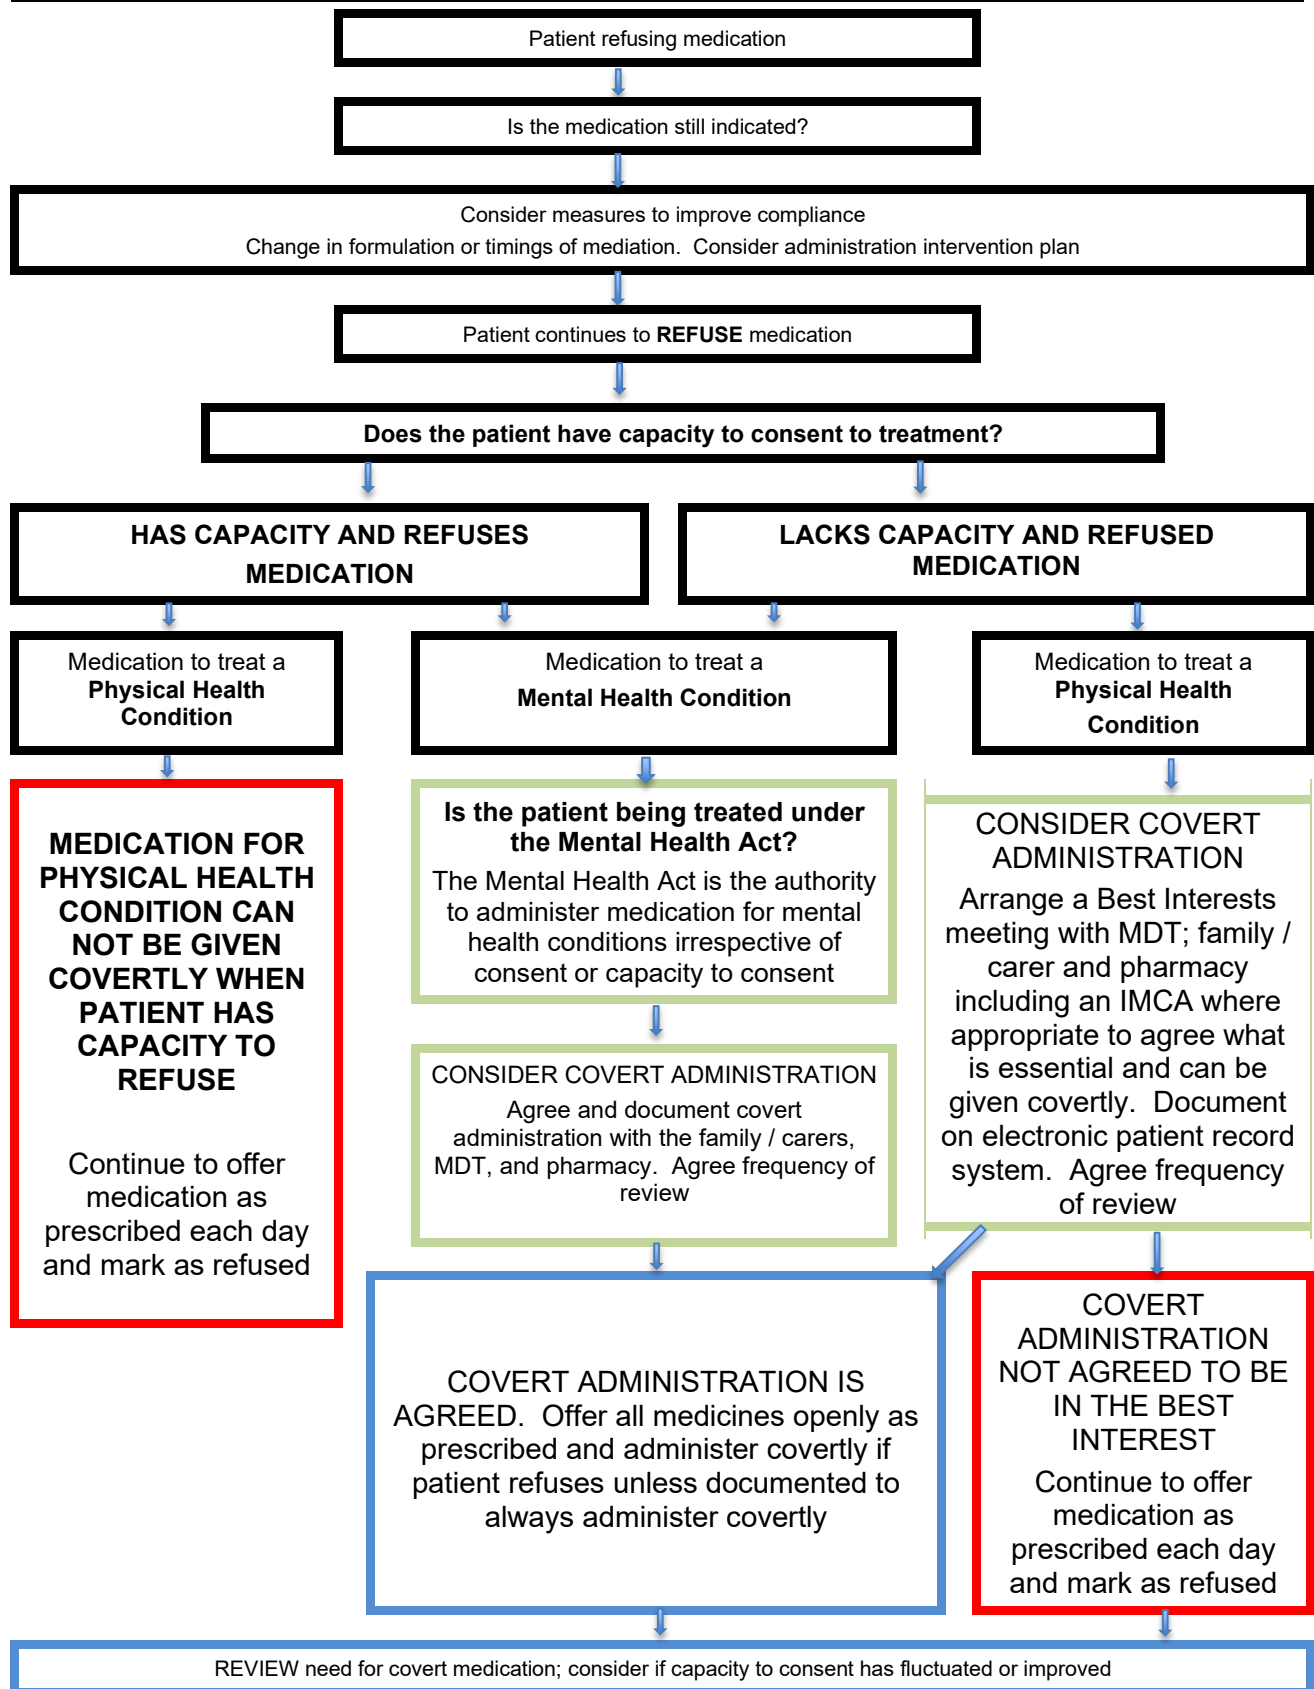 Patient refusing medication
Is the medication still indicated?
Consider measures to improve compliance
Change in formulation or timings of mediation.  Consider administration intervention plan
Patient continues to REFUSE medication
Does the patient have capacity to consent to treatment?
HAS CAPACITY AND REFUSES
MEDICATION
LACKS CAPACITY AND REFUSED
MEDICATION
Medication to treat a
Physical Health
Condition
Medication to treat a
Mental Health Condition
Medication to treat a
Physical Health
Condition
MEDICATION FOR
PHYSICAL HEALTH
CONDITION CAN
NOT BE GIVEN
COVERTLY WHEN
PATIENT HAS
CAPACITY TO
REFUSE
Continue to offer
medication as
prescribed each day
and mark as refused
Is the patient being treated under
the Mental Health Act?
The Mental Health Act is the authority
to administer medication for mental
health conditions irrespective of
consent or capacity to consent
CONSIDER COVERT ADMINISTRATION
Agree and document covert
administration with the family / carers,
MDT, and pharmacy.  Agree frequency of
review
CONSIDER COVERT
ADMINISTRATION
Arrange a Best Interests
meeting with MDT; family /
carer and pharmacy
including an IMCA where
appropriate to agree what
is essential and can be
given covertly.  Document
on electronic patient record
system.  Agree frequency
of review
COVERT ADMINISTRATION IS
AGREED.  Offer all medicines openly as
prescribed and administer covertly if
patient refuses unless documented to
always administer covertly
COVERT
ADMINISTRATION
NOT AGREED TO BE
IN THE BEST
INTEREST
Continue to offer
medication as
prescribed each day
and mark as refused
REVIEW need for covert medication; consider if capacity to consent has fluctuated or improved